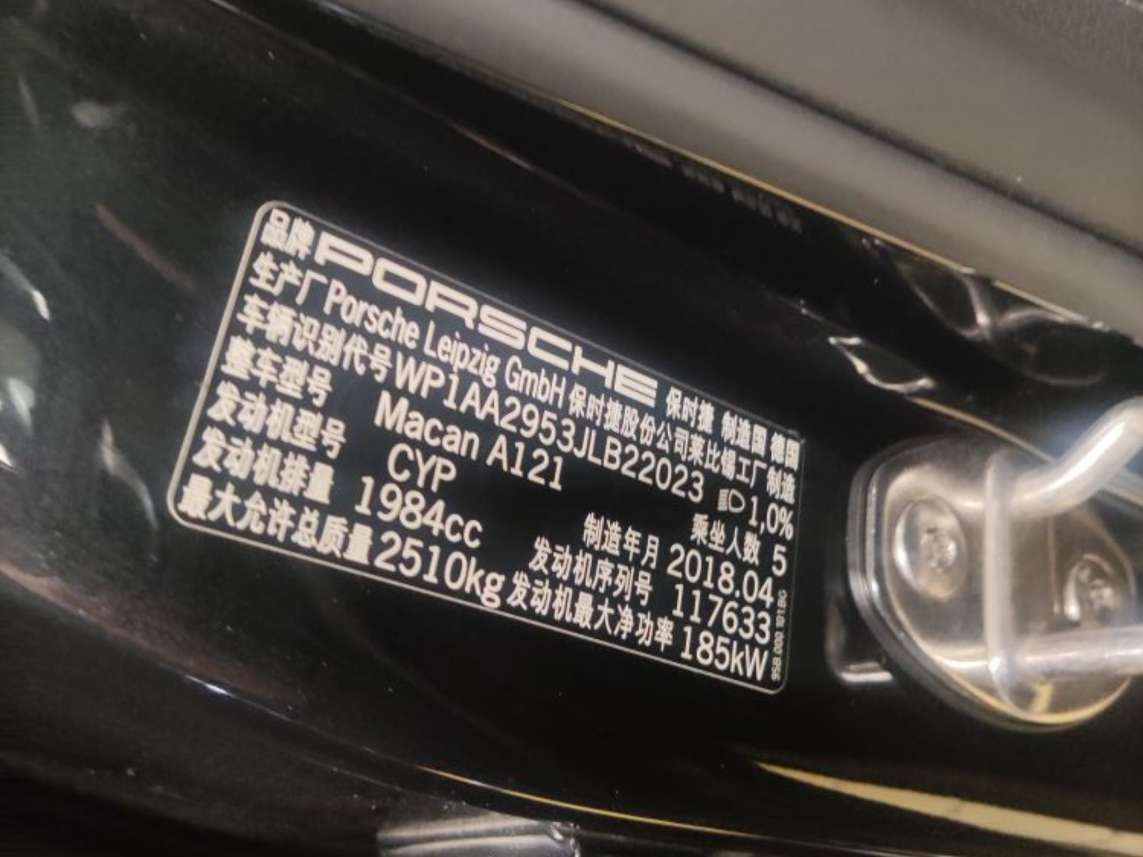 品牌 PORSCHE 保时捷 制造国 德国
生产厂 Porsche Leipzig GmbH 保时捷股份公司莱比锡工厂制造
车辆识别代号 WP1AA2953JLB22023 1,0%
整车型号 Macan A121 乘坐人数 5
发动机型号 CYP 制造年月 2018.04
发动机排量 1984cc 发动机序列号 117633
最大允许总质量 2510kg 发动机最大净功率 185kW
95B.000.101.BG